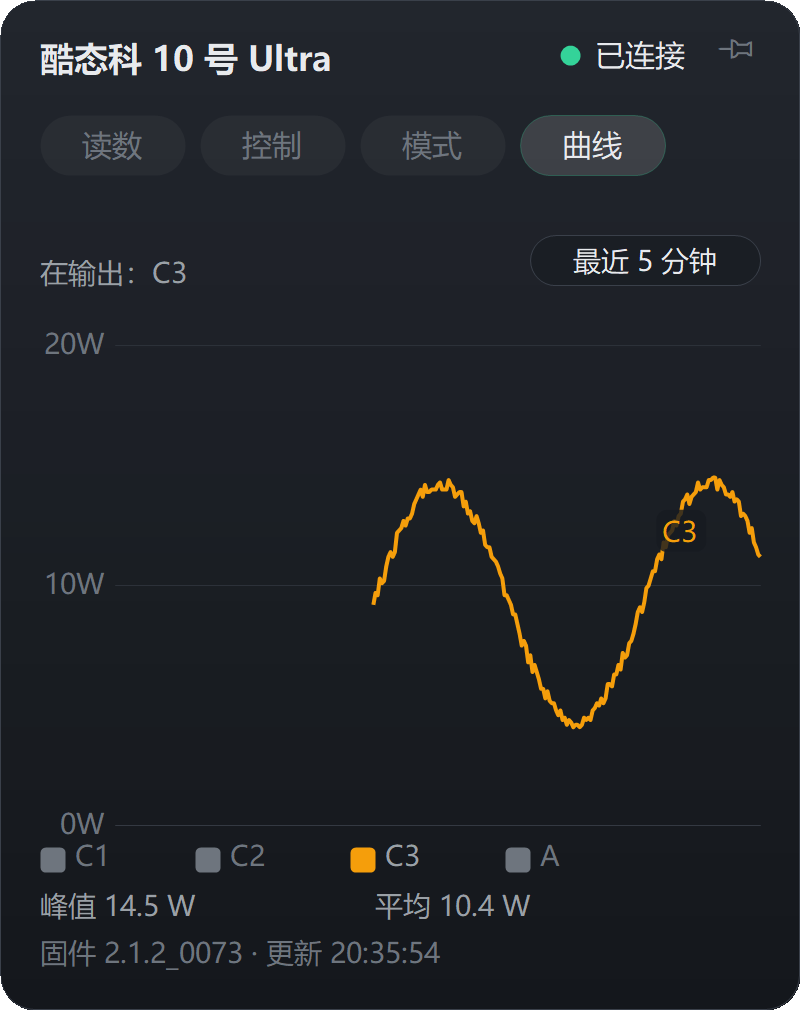 酷态科 10 号 Ultra 已连接
读数 控制 模式 曲线
在输出：C3 最近 5 分钟
20W
C3
10W
0W
C1 C2 C3 A
峰值 14.5 W 平均 10.4 W
固件 2.1.2_0073 · 更新 20:35:54